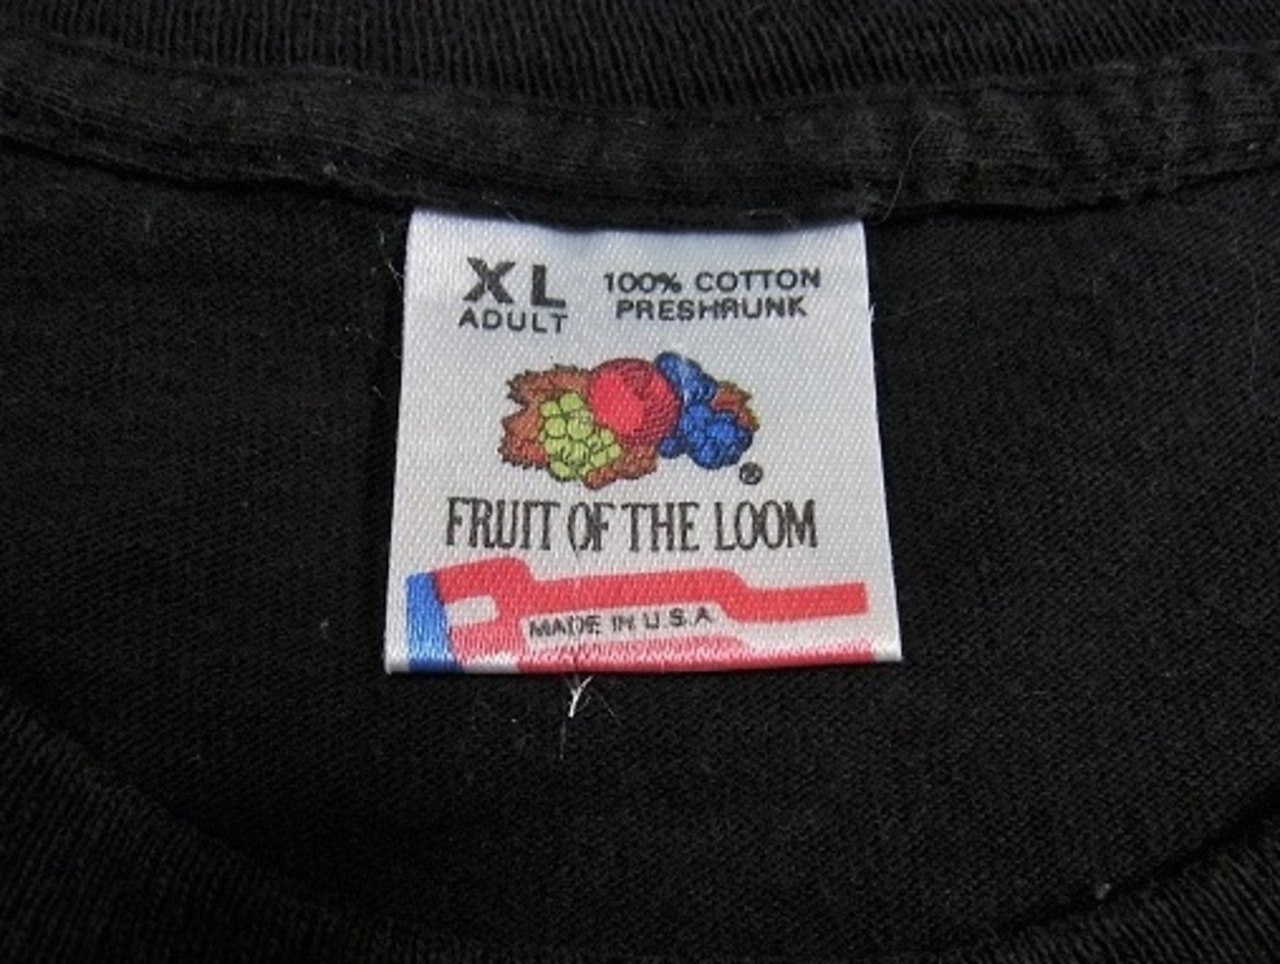 XL
ADULT
100% COTTON
PRESHRUNK
®
FRUIT OF THE LOOM
MADE IN U.S.A.